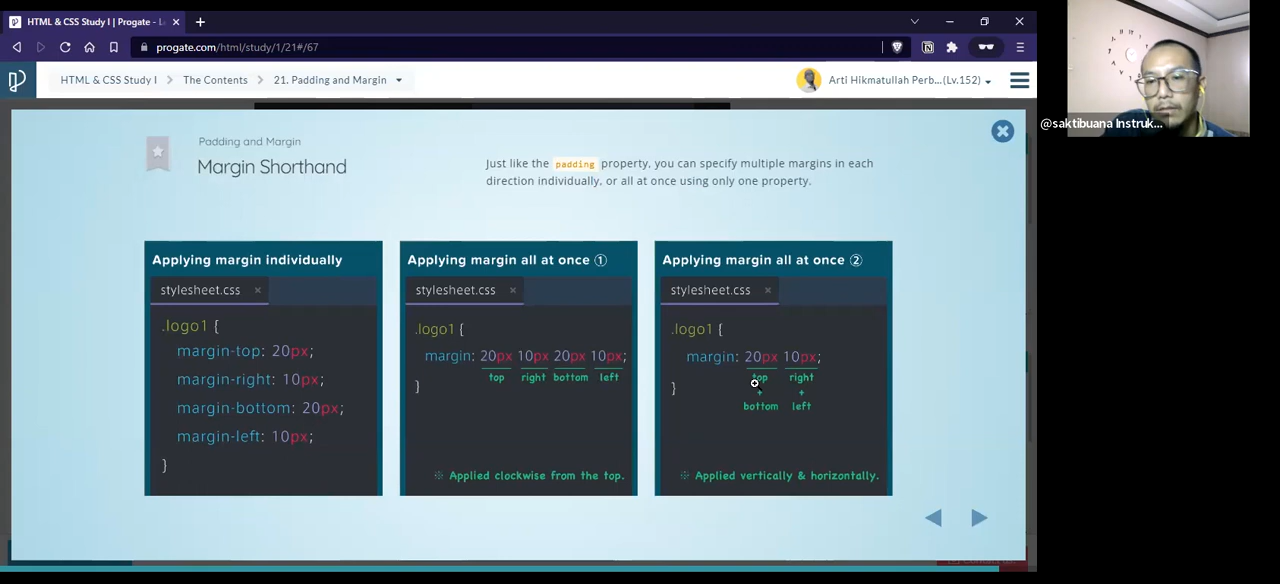 HTML & CSS Study I | Progate - L
progate.com/html/study/1/21#/67
HTML & CSS Study I
The Contents
21. Padding and Margin
Arti Hikmatullah Perb...(Lv.152)
@saktibuana Instruk...
Padding and Margin
Margin Shorthand
Just like the padding property, you can specify multiple margins in each
direction individually, or all at once using only one property.
Applying margin individually
stylesheet.css ×
.logo1 {
margin-top: 20px;
margin-right: 10px;
margin-bottom: 20px;
margin-left: 10px;
}
Applying margin all at once ①
stylesheet.css ×
.logo1 {
margin: 20px 10px 20px 10px;
top right bottom left
}
※ Applied clockwise from the top.
Applying margin all at once ②
stylesheet.css ×
.logo1 {
margin: 20px 10px;
top right
+ +
bottom left
}
※ Applied vertically & horizontally.